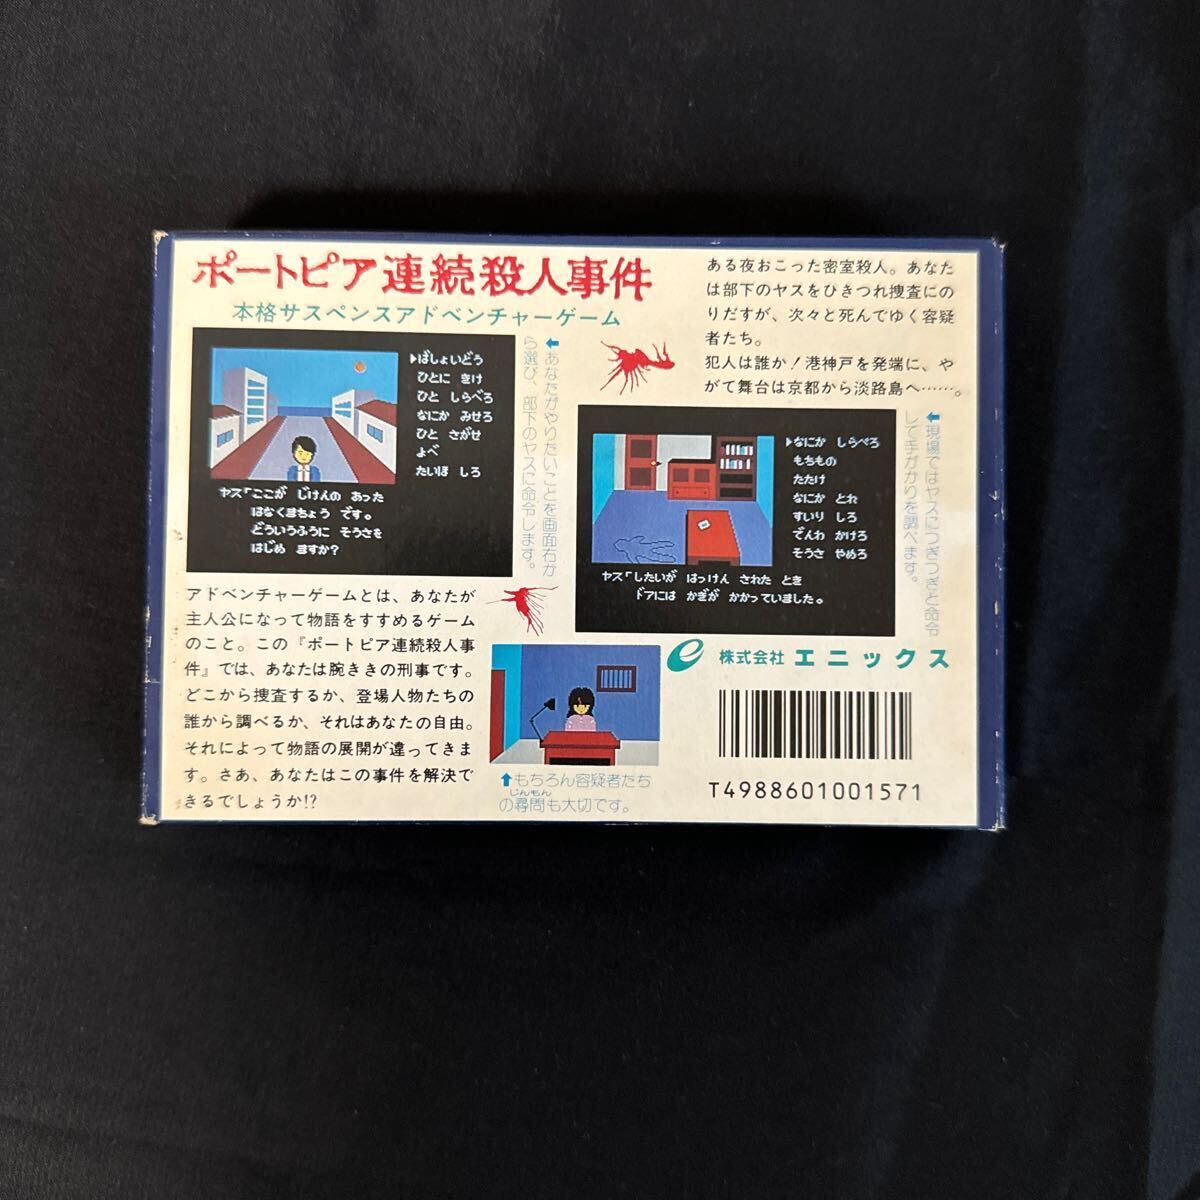 ポートピア連続殺人事件
本格サスペンスアドベンチャーゲーム
ある夜おこった密室殺人。あなた
は部下のヤスをひきつれ捜査にの
りだすが、次々と死んでゆく容疑
者たち。
犯人は誰か！港神戸を発端に、や
がて舞台は京都から淡路島へ……。
ばしょいどう
ひとに きけ
ひと しらべろ
なにか みせろ
ひと さがせ
よべ
たいほ しろ
ヤス「ここが じけんの あった
はなくまちょう です。
どういうふうに そうさを
はじめ ますか?
⬅あなたがやりたいことを画面右か
ら選び、部下のヤスに命令します。
なにか しらべろ
もちもの
たたけ
なにか とれ
すいり しろ
でんわ かけろ
そうさ やめろ
ヤス「したいが はっけん された とき
ドアには かぎが かかっていました。
⬅現場ではヤスにつぎつぎと命令
して手がかりを調べます。
アドベンチャーゲームとは、あなたが
主人公になって物語をすすめるゲーム
のこと。この『ポートピア連続殺人事
件』では、あなたは腕ききの刑事です。
どこから捜査するか、登場人物たちの
誰から調べるか、それはあなたの自由。
それによって物語の展開が違ってきま
す。さあ、あなたはこの事件を解決で
きるでしょうか!?
⬆もちろん容疑者たち
じんもん
の尋問も大切です。
e 株式会社 エニックス
T4988601001571